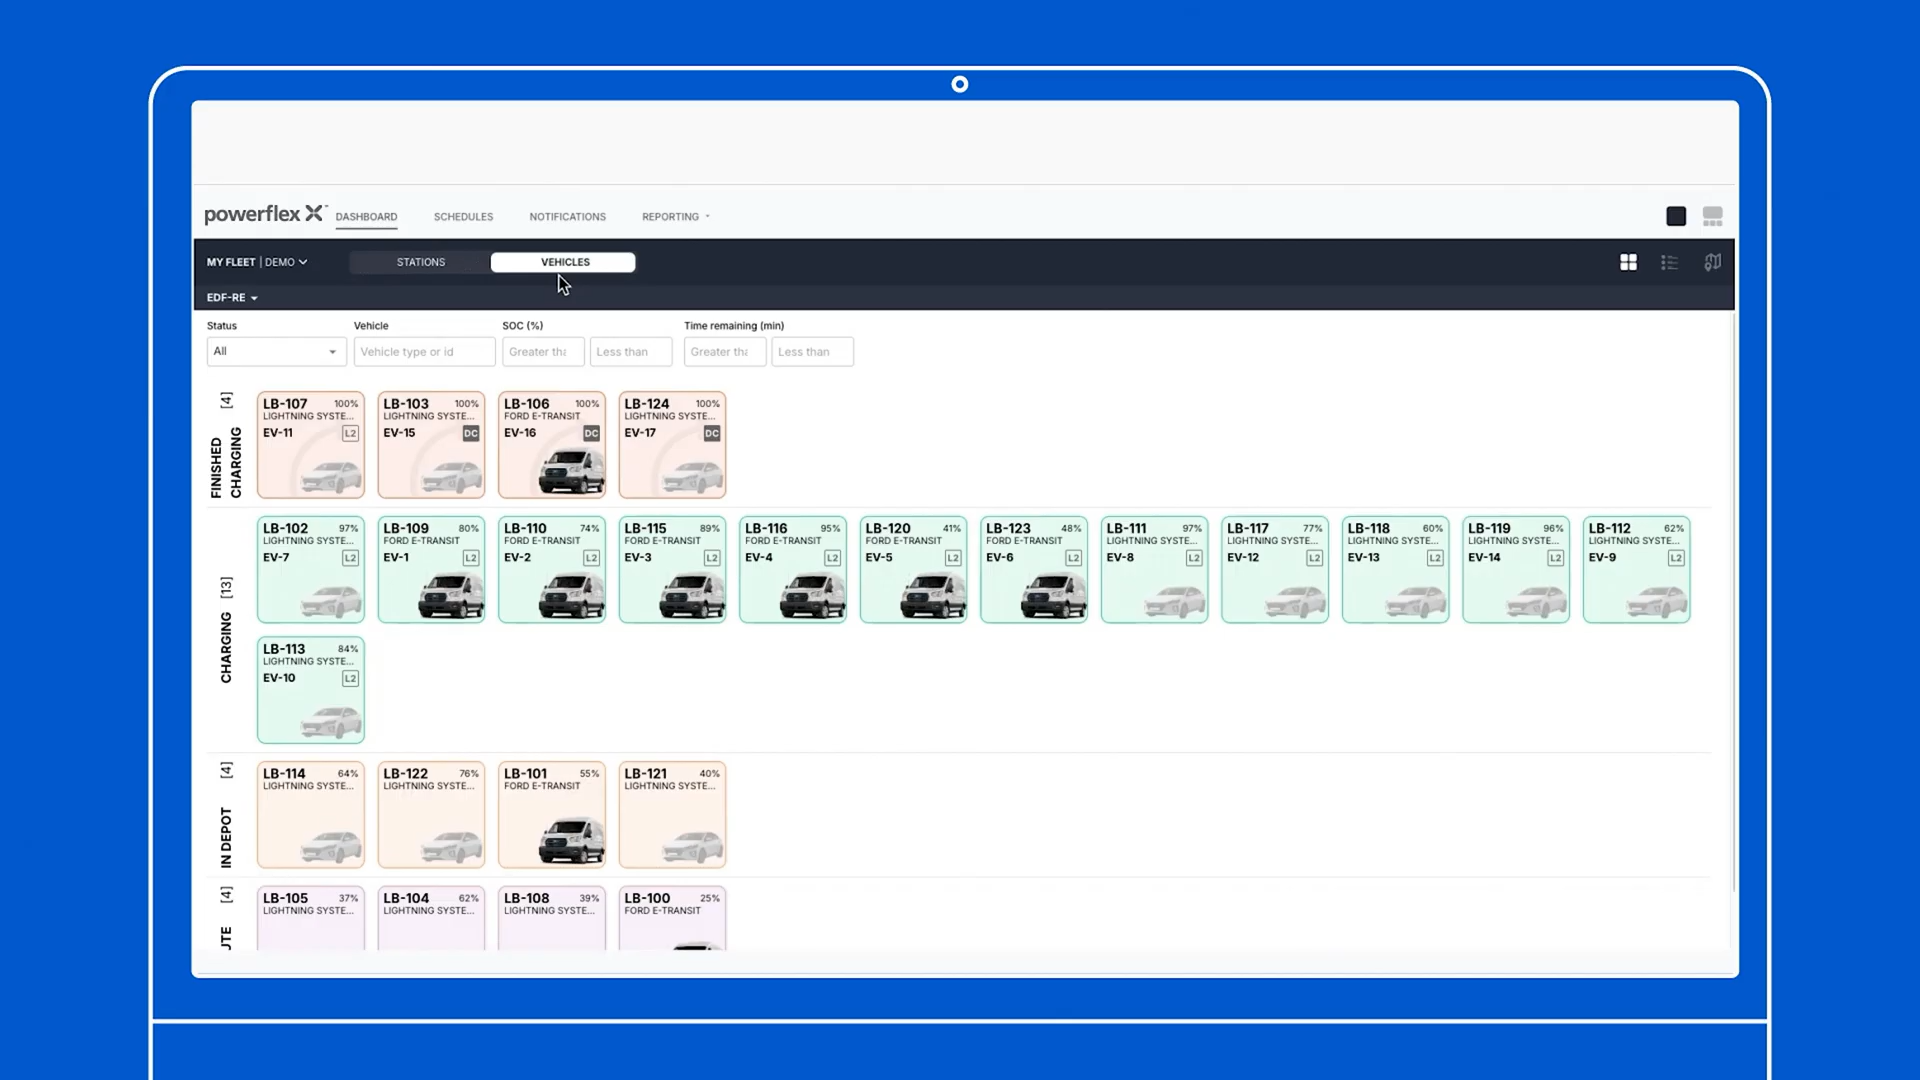 powerflex X™ DASHBOARD SCHEDULES NOTIFICATIONS REPORTING
MY FLEET | DEMO STATIONS VEHICLES
EDF-RE
Status Vehicle SOC (%) Time remaining (min)
All Vehicle type or id Greater tha Less than Greater tha Less than
FINISHED CHARGING [4]
LB-107 100% LB-103 100% LB-106 100% LB-124 100%
LIGHTNING SYSTE... LIGHTNING SYSTE... FORD E-TRANSIT LIGHTNING SYSTE...
EV-11 L2 EV-15 DC EV-16 DC EV-17 DC
CHARGING [13]
LB-102 97% LB-109 80% LB-110 74% LB-115 89% LB-116 95% LB-120 41% LB-123 48% LB-111 97% LB-117 77% LB-118 60% LB-119 96% LB-112 62%
LIGHTNING SYSTE... FORD E-TRANSIT FORD E-TRANSIT FORD E-TRANSIT FORD E-TRANSIT FORD E-TRANSIT FORD E-TRANSIT LIGHTNING SYSTE... LIGHTNING SYSTE... LIGHTNING SYSTE... LIGHTNING SYSTE... LIGHTNING SYSTE...
EV-7 L2 EV-1 L2 EV-2 L2 EV-3 L2 EV-4 L2 EV-5 L2 EV-6 L2 EV-8 L2 EV-12 L2 EV-13 L2 EV-14 L2 EV-9 L2
LB-113 84%
LIGHTNING SYSTE...
EV-10 L2
IN DEPOT [4]
LB-114 64% LB-122 76% LB-101 55% LB-121 40%
LIGHTNING SYSTE... LIGHTNING SYSTE... FORD E-TRANSIT LIGHTNING SYSTE...
UTE [4]
LB-105 37% LB-104 62% LB-108 39% LB-100 25%
LIGHTNING SYSTE... LIGHTNING SYSTE... LIGHTNING SYSTE... FORD E-TRANSIT